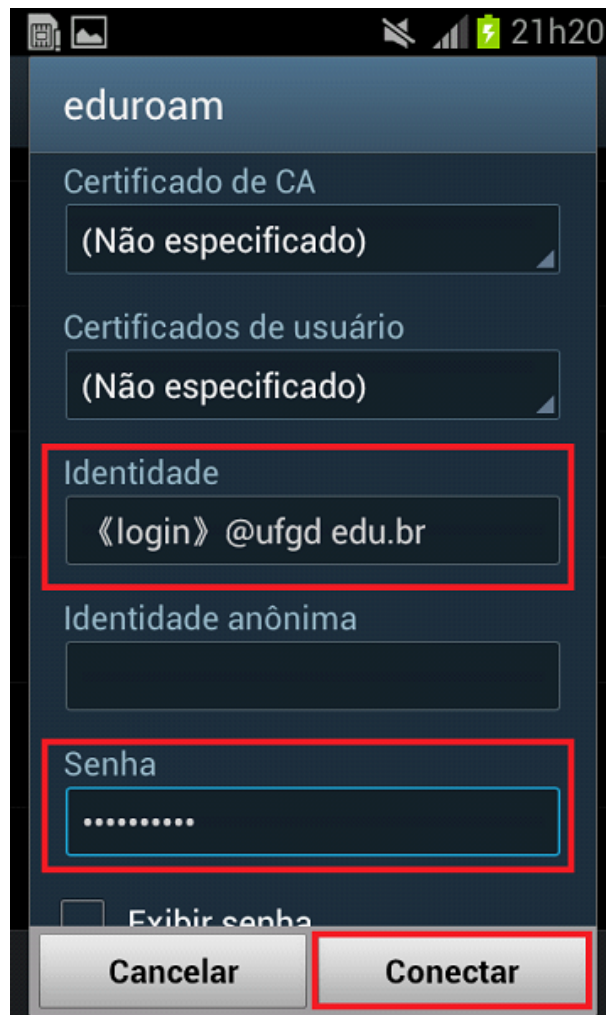 21h20
eduroam
Certificado de CA
(Não especificado)
Certificados de usuário
(Não especificado)
Identidade
《login》@ufgd edu.br
Identidade anônima
Senha
••••••••••
Exibir senha
Cancelar
Conectar